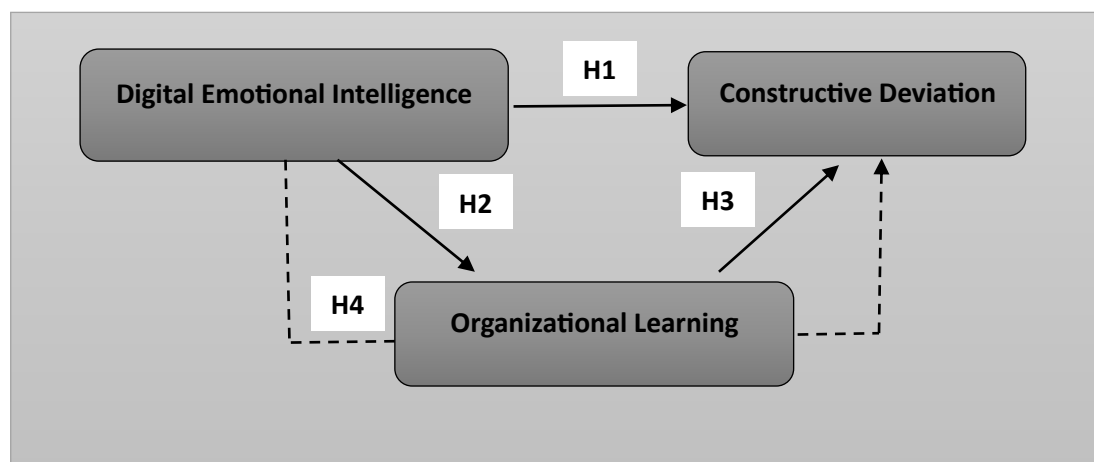 H1
Digital Emotional Intelligence
Constructive Deviation
H2
H3
H4
Organizational Learning